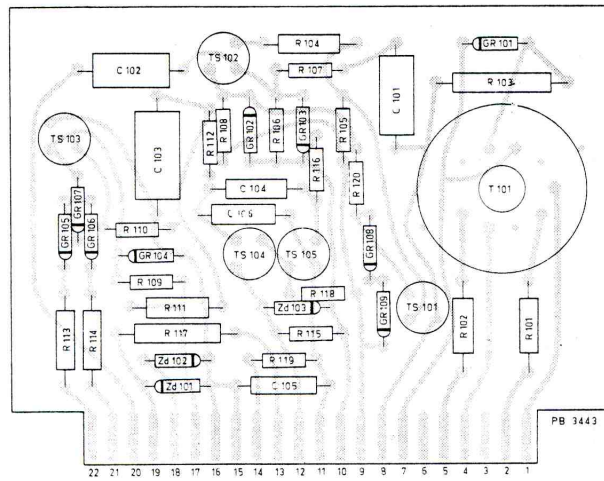 R 104
GR 101
TS 102
C 102
R 107
C 101
R 103
TS 103
C 103
R 112
R 108
GR 102
R 106
GR 103
R 105
R 116
R 120
T 101
C 104
GR 107
GR 105
GR 106
R 110
GR 108
GR 104
TS 104
TS 105
R 109
R 118
GR 109
TS 101
R 111
Zd 103
R 102
R 101
R 113
R 114
R 117
R 115
Zd 102
R 119
Zd 101
C 105
PB 3443
22 21 20 19 18 17 16 15 14 13 12 11 10 9 8 7 6 5 4 3 2 1